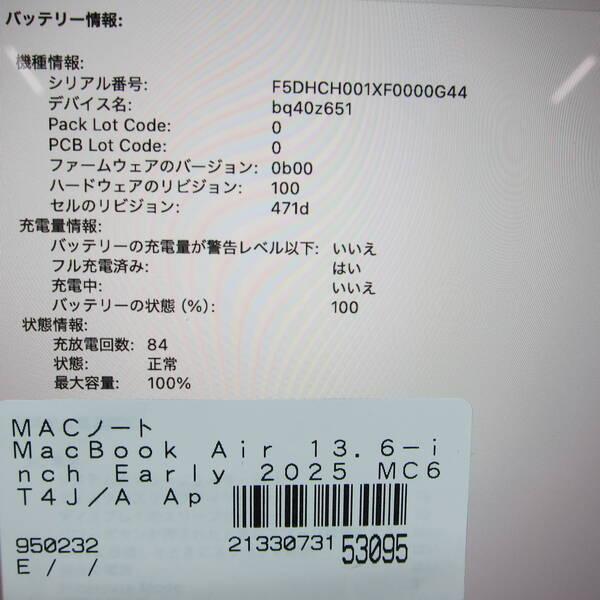 バッテリー情報:
機種情報:
シリアル番号: F5DHCH001XF0000G44
デバイス名: bq40z651
Pack Lot Code: 0
PCB Lot Code: 0
ファームウェアのバージョン: 0b00
ハードウェアのリビジョン: 100
セルのリビジョン: 471d
充電量情報:
バッテリーの充電量が警告レベル以下: いいえ
フル充電済み: はい
充電中: いいえ
バッテリーの状態 (%): 100
状態情報:
充放電回数: 84
状態: 正常
最大容量: 100%
MACノート
MacBook Air 13.6-i
nch Early 2025 MC6
T4J/A Ap
950232
2133073153095
E / /